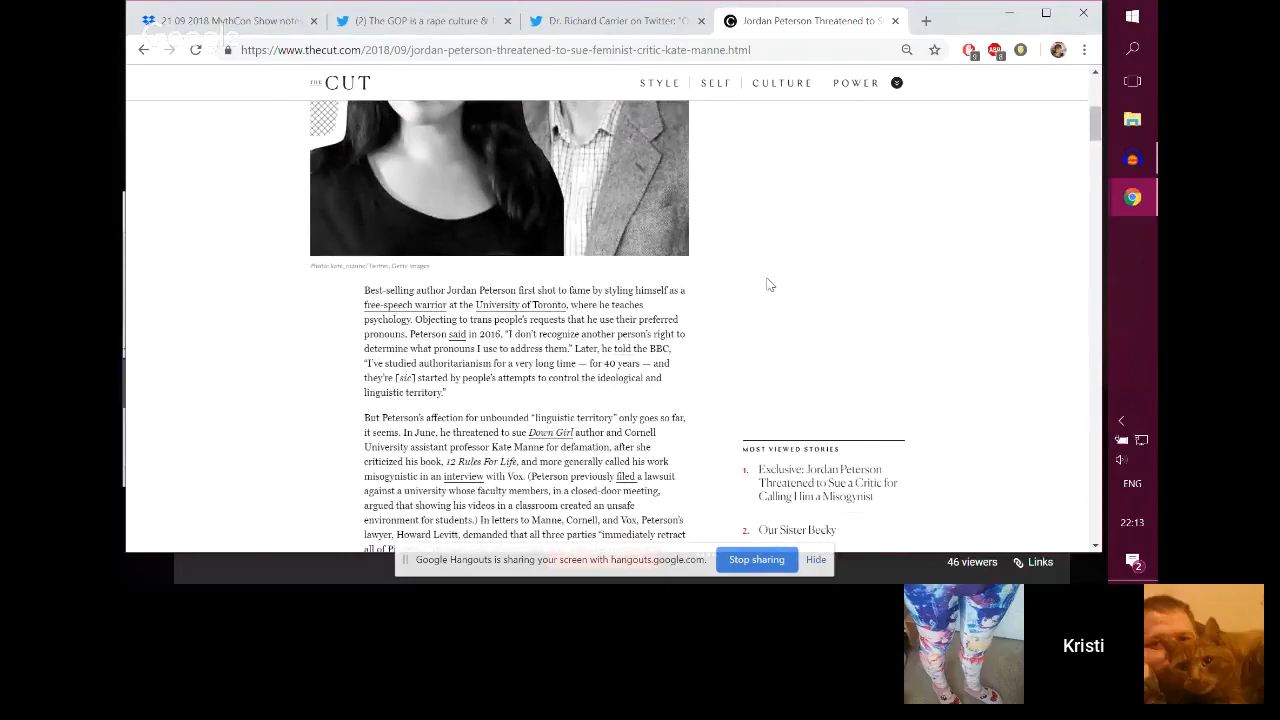 21 09 2018 MythCon Show note
(2) The GOP is a rape culture &
Dr. Richard Carrier on Twitter: "O
Jordan Peterson Threatened to S
Google
https://www.thecut.com/2018/09/jordan-peterson-threatened-to-sue-feminist-critic-kate-manne.html
9
8
THE CUT
STYLE | SELF | CULTURE POWER
Photo: kate_manne/Twitter, Getty Images
Best-selling author Jordan Peterson first shot to fame by styling himself as a
free-speech warrior at the University of Toronto, where he teaches
psychology. Objecting to trans people's requests that he use their preferred
pronouns, Peterson said in 2016, "I don't recognize another person's right to
determine what pronouns I use to address them." Later, he told the BBC,
"I've studied authoritarianism for a very long time — for 40 years — and
they're [sic] started by people's attempts to control the ideological and
linguistic territory."
But Peterson's affection for unbounded "linguistic territory" only goes so far,
it seems. In June, he threatened to sue Down Girl author and Cornell
University assistant professor Kate Manne for defamation, after she
criticized his book, 12 Rules For Life, and more generally called his work
misogynistic in an interview with Vox. (Peterson previously filed a lawsuit
against a university whose faculty members, in a closed-door meeting,
argued that showing his videos in a classroom created an unsafe
environment for students.) In letters to Manne, Cornell, and Vox, Peterson's
lawyer, Howard Levitt, demanded that all three parties "immediately retract
all of P
MOST VIEWED STORIES
1. Exclusive: Jordan Peterson
Threatened to Sue a Critic for
Calling Him a Misogynist
2. Our Sister Becky
Google Hangouts is sharing your screen with hangouts.google.com.
Stop sharing
Hide
46 viewers
Links
ENG
22:13
2
Kristi